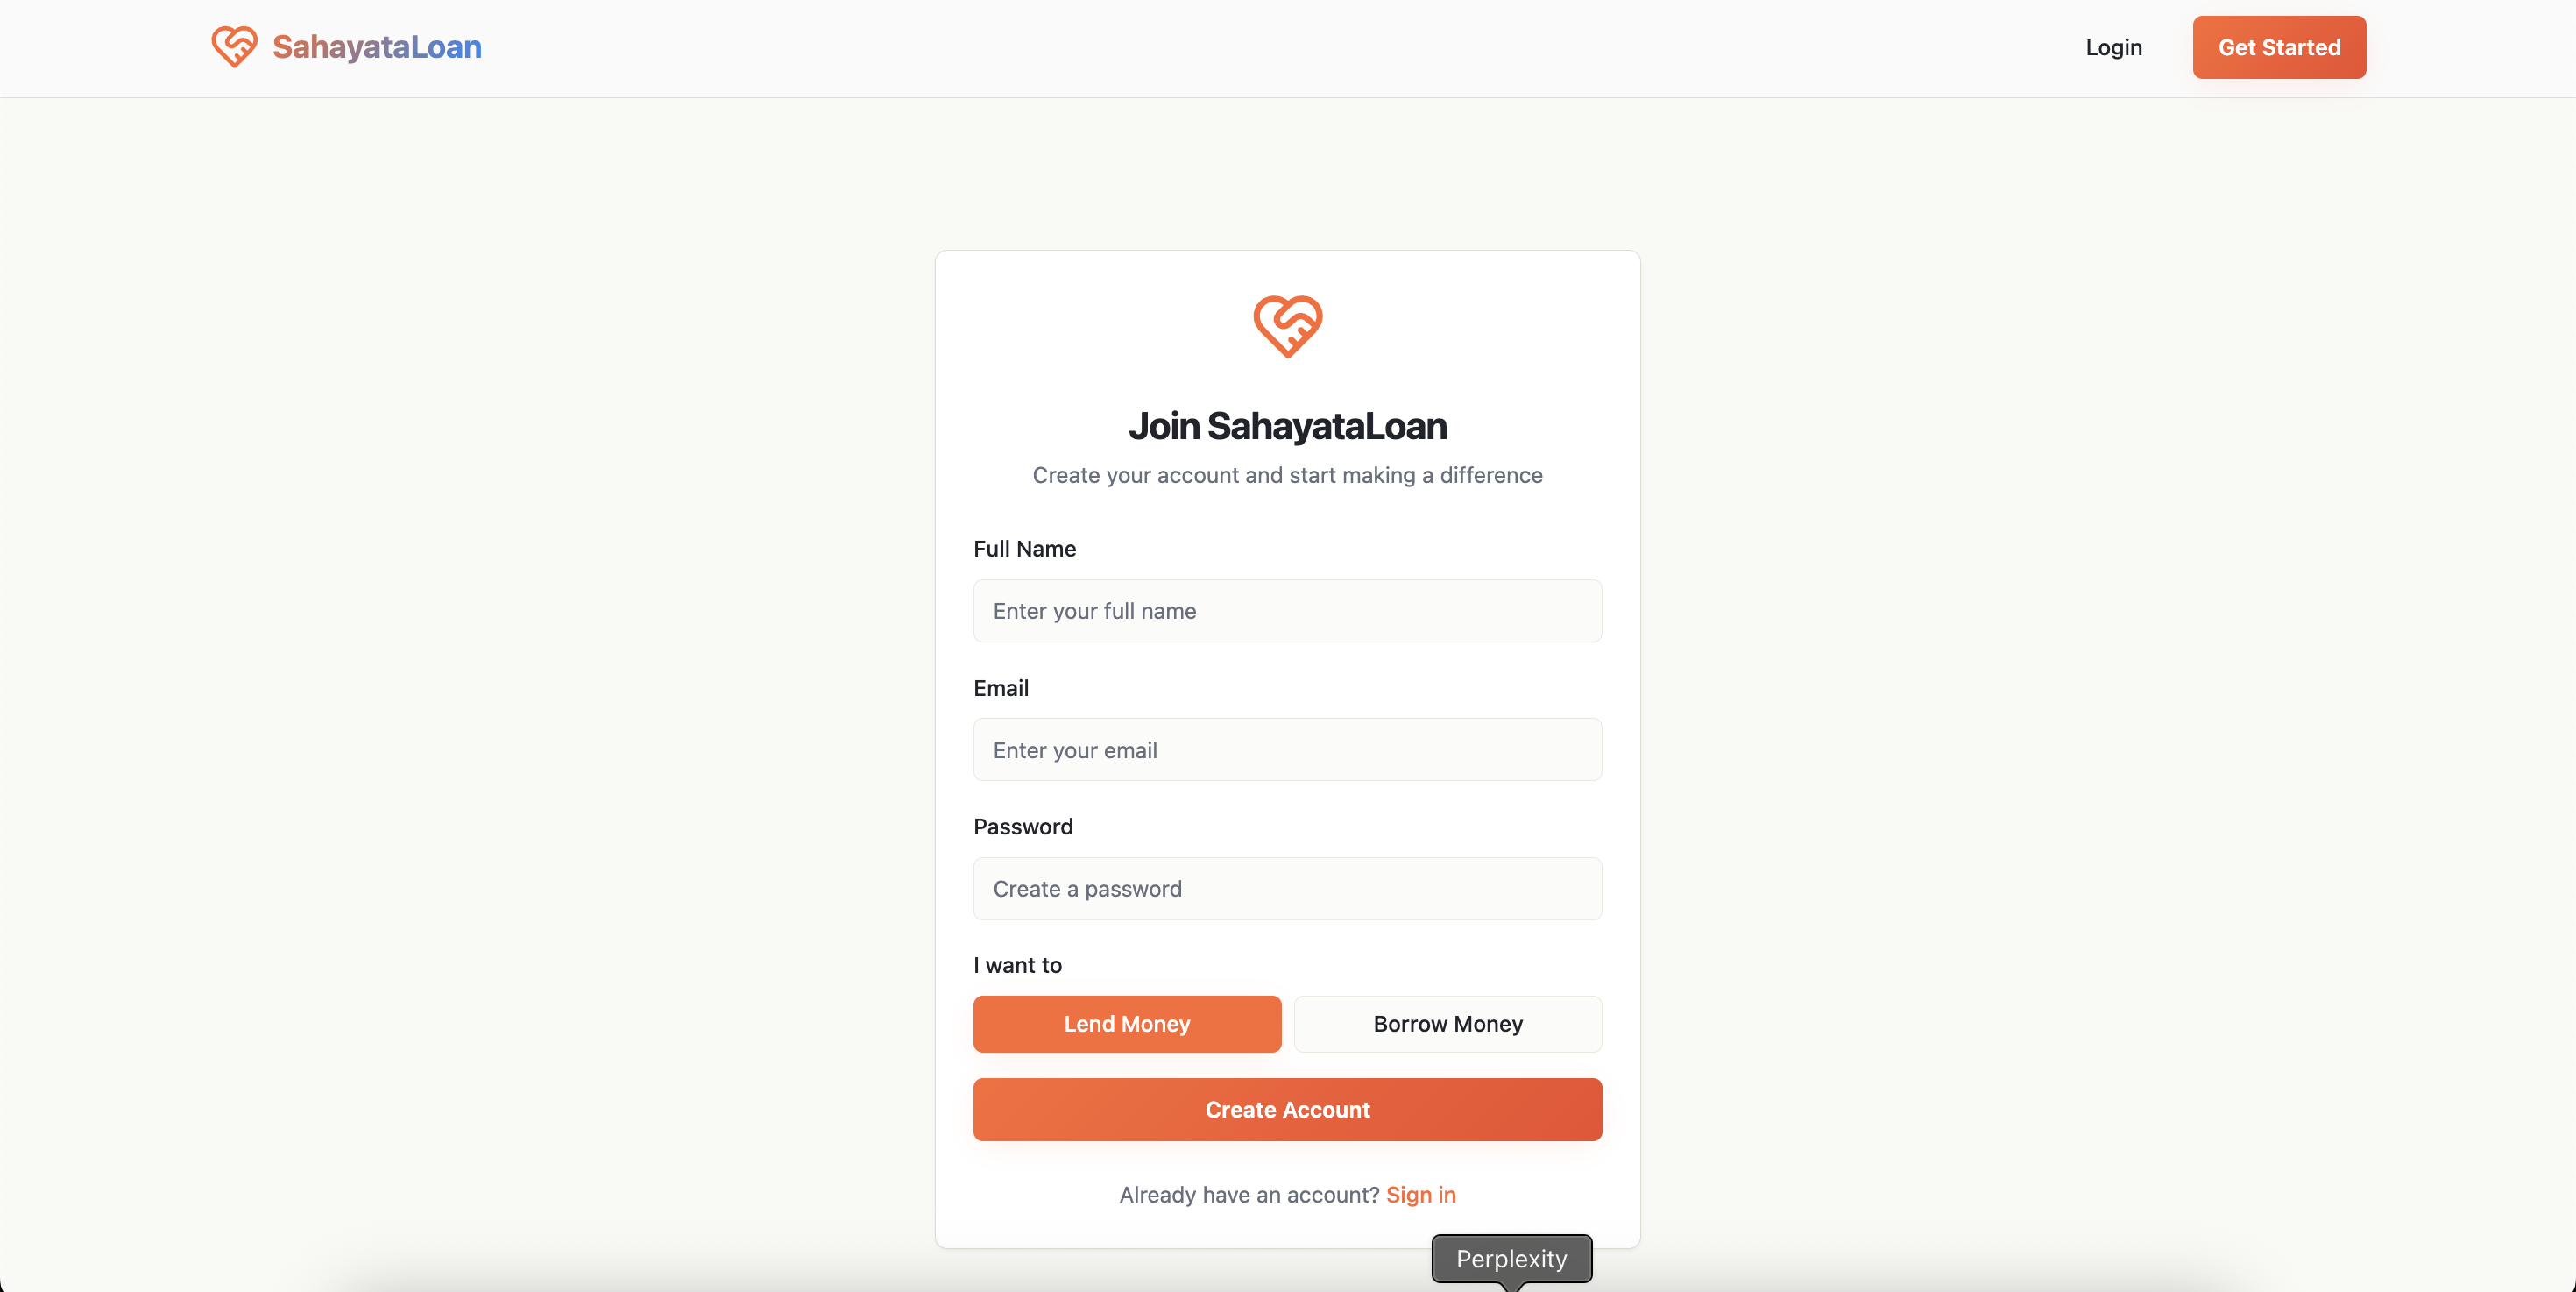 SahayataLoan
Login
Get Started
Join SahayataLoan
Create your account and start making a difference
Full Name
Enter your full name
Email
Enter your email
Password
Create a password
I want to
Lend Money
Borrow Money
Create Account
Already have an account? Sign in
Perplexity